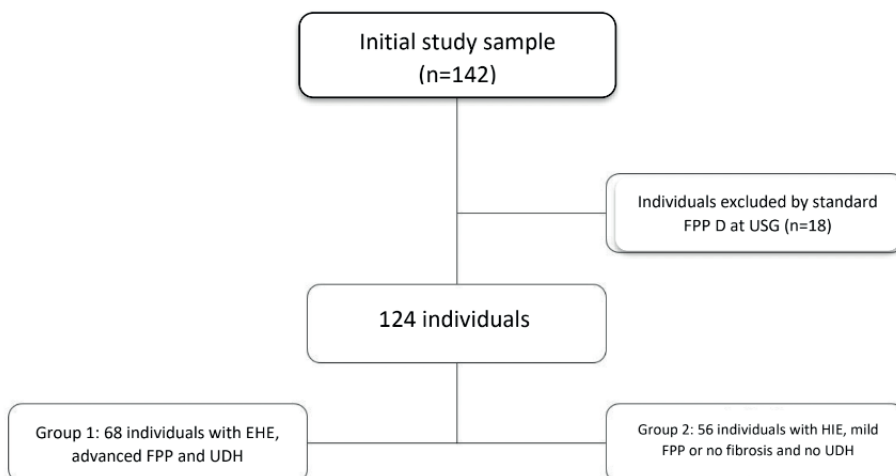 Initial study sample
(n=142)
Individuals excluded by standard
FPP D at USG (n=18)
124 individuals
Group 1: 68 individuals with EHE,
advanced FPP and UDH
Group 2: 56 individuals with HIE, mild
FPP or no fibrosis and no UDH